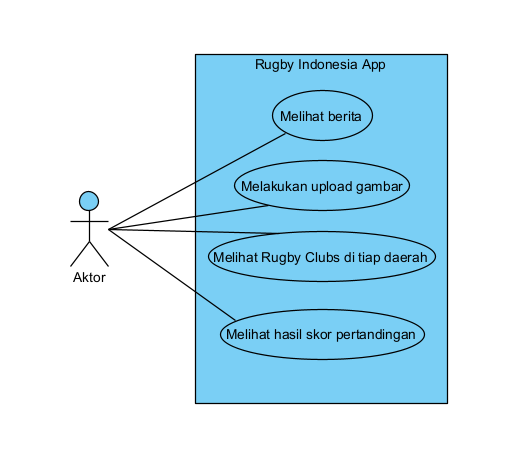 Rugby Indonesia App
Melihat berita
Melakukan upload gambar
Melihat Rugby Clubs di tiap daerah
Aktor
Melihat hasil skor pertandingan